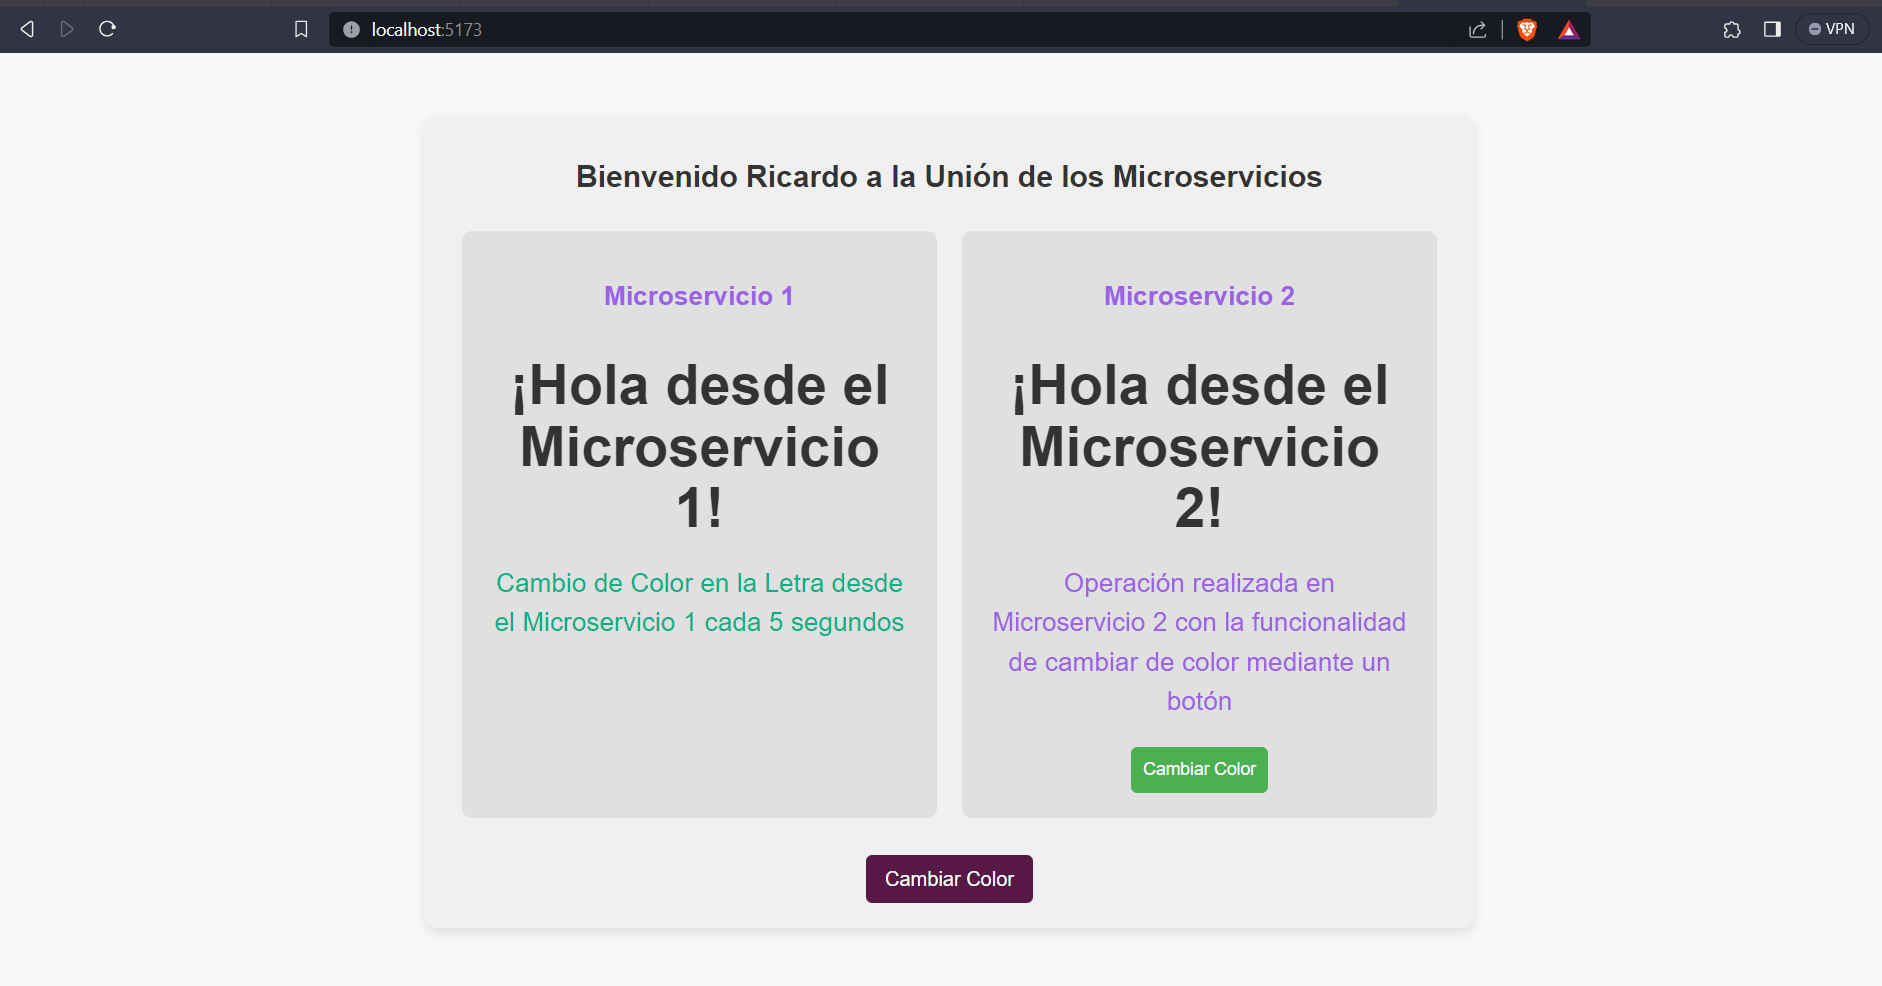 localhost:5173
VPN
Bienvenido Ricardo a la Unión de los Microservicios
Microservicio 1
¡Hola desde el
Microservicio
1!
Cambio de Color en la Letra desde
el Microservicio 1 cada 5 segundos
Microservicio 2
¡Hola desde el
Microservicio
2!
Operación realizada en
Microservicio 2 con la funcionalidad
de cambiar de color mediante un
botón
Cambiar Color
Cambiar Color